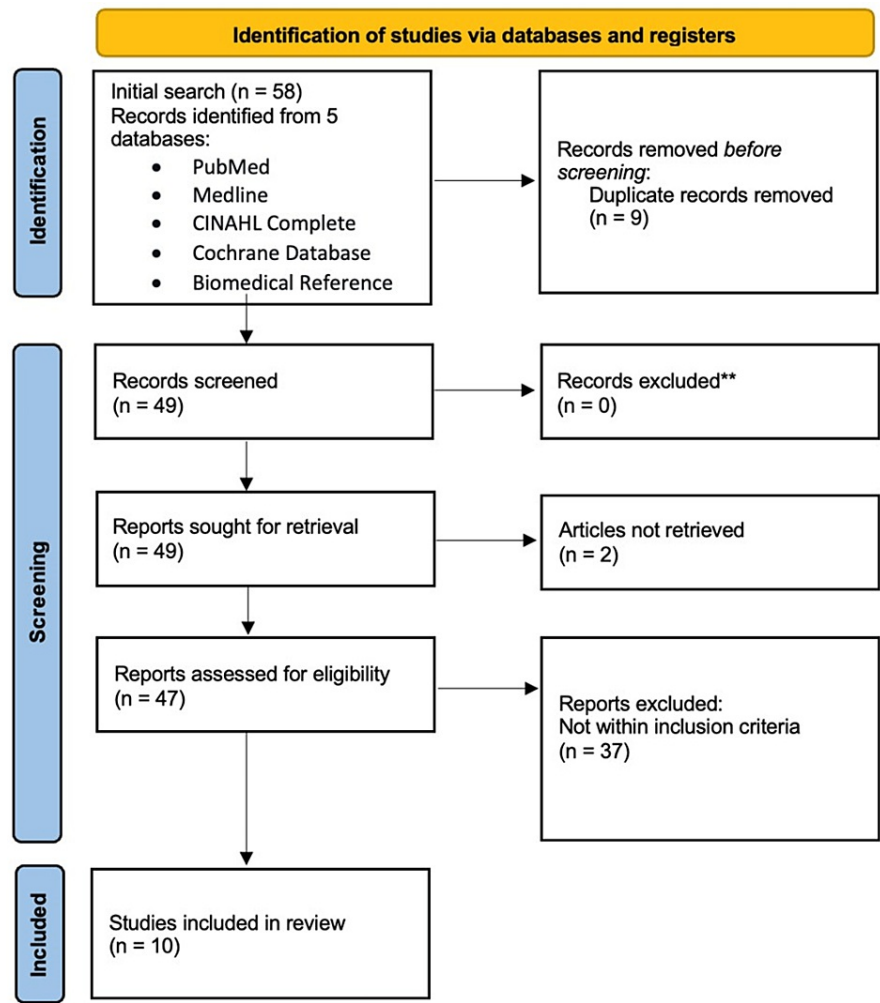 Identification of studies via databases and registers
Identification
Initial search (n = 58)
Records identified from 5
databases:
• PubMed
• Medline
• CINAHL Complete
• Cochrane Database
• Biomedical Reference
Records removed before
screening:
Duplicate records removed
(n = 9)
Screening
Records screened
(n = 49)
Records excluded**
(n = 0)
Reports sought for retrieval
(n = 49)
Articles not retrieved
(n = 2)
Reports assessed for eligibility
(n = 47)
Reports excluded:
Not within inclusion criteria
(n = 37)
Included
Studies included in review
(n = 10)